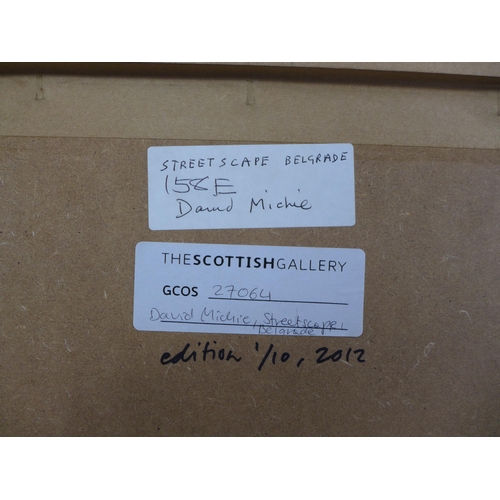 STREETSCAPE BELGRADE
158E
David Michie
THESCOTTISHGALLERY
GCOS 27064
David Michie, Streetscape,
Belgrade
edition 1/10, 2012